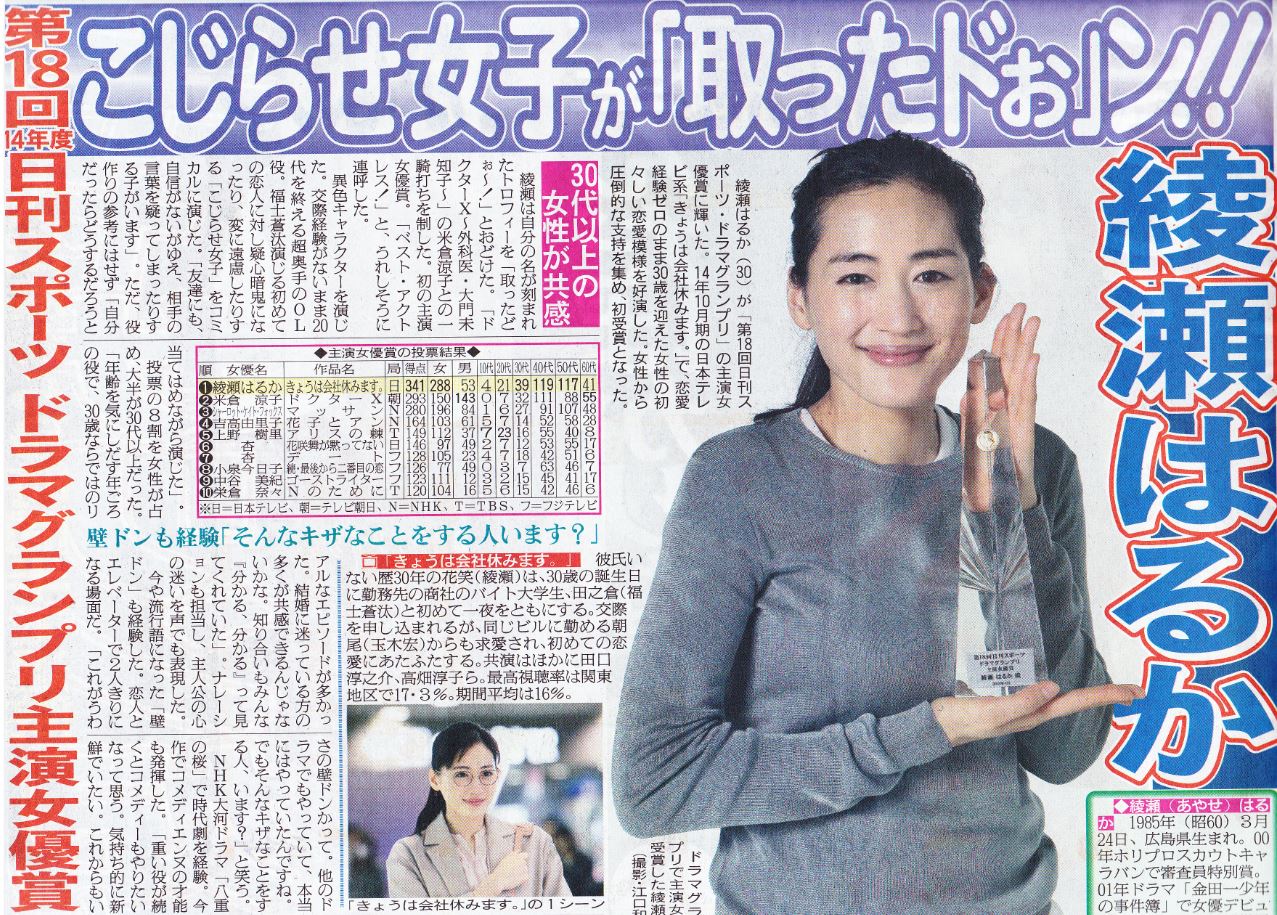 こじらせ女子が「取ったドぉ」ン!!
綾瀬はるか
第18回
14年度
日刊スポーツ ドラマグランプリ主演女優賞
綾瀬はるか(30)が「第18回日刊ス
ポーツ・ドラマグランプリ」の主演女
優賞に輝いた。14年10月期の日本テレ
ビ系「きょうは会社休みます。」で、恋愛
経験ゼロのまま30歳を迎えた女性の初
々しい恋愛模様を好演した。女性から
圧倒的な支持を集め、初受賞となった。
30代以上の
女性が共感
綾瀬は自分の名が刻まれ
たトロフィーを「取ったど
ぉ〜!」とおどけた。「ド
クターX〜外科医・大門未
知子〜」の米倉涼子との一
騎打ちを制した。初の主演
女優賞。「ベスト・アクト
レス!」と、うれしそうに
連呼した。
異色キャラクターを演じ
た。交際経験がないまま20
代を終える超奥手のOL
役。福士蒼汰演じる初めて
の恋人に対し疑心暗鬼にな
ったり、変に遠慮したりす
る「こじらせ女子」をコミ
カルに演じた。「友達にも、
自信がないがゆえ、相手の
言葉を疑ってしまったりす
る子がいます」。ただ、役
作りの参考にはせず「自分
だったらどうするだろうと
当てはめながら演じた」。
投票の8割を女性が占
め、大半が30代以上だった。
「年齢を気にしだす年ごろ
の役で、30歳ならではのリ
◆主演女優賞の投票結果◆
順 女優名 作品名 局 得点 女 男 10代 20代 30代 40代 50代 60代
❶綾瀬はるか きょうは会社休みます。 日 341 288 53 4 21 39 119 117 41
❷米倉 涼子 ドクターX 朝 293 150 143 0 7 32 111 88 55
❸シャーロット・ケイト・フォックス マッサン N 280 196 84 1 6 27 91 107 48
❹吉高由里子 花子とアン N 164 103 61 5 7 14 52 58 28
❺上野 樹里 アリスの棘 T 149 112 37 7 23 16 55 40 8
❻杏 花咲舞が黙ってない 日 146 97 49 2 7 16 53 55 17
❼杏 デート フ 128 105 23 4 7 18 42 51 6
❽小泉今日子 続・最後から二番目の恋 フ 126 77 49 0 3 7 63 46 7
❾中谷 美紀 ゴーストライター フ 123 111 12 3 2 15 45 41 17
❿榮倉 奈々 Nのために T 120 104 16 5 6 15 42 46 6
※日=日本テレビ、朝=テレビ朝日、N=NHK、T=TBS、フ=フジテレビ
壁ドンも経験「そんなキザなことをする人います?」
アルなエピソードが多かっ
た。結婚に迷っている方の
多くが共感できるんじゃな
いかな。知り合いもみんな
『分かる、分かる』って見
てくれていた」。ナレーシ
ョンも担当し、主人公の心
の迷いを声でも表現した。
今や流行語になった「壁
ドン」も経験した。恋人と
エレベーターで2人きりに
なる場面だ。「これがうわ
さの壁ドンかって。他のド
ラマでもやっていて、本当
にはやっていたんですね。
でもそんなキザなことをす
る人、います?」と笑う。
NHK大河ドラマ「八重
の桜」で時代劇を経験。今
作でコメディエンヌの才能
も発揮した。「重い役が続
くとコメディーもやりたい
なって思う。気持ち的に新
鮮でいたい。これからもい
「きょうは会社休みます。」 彼氏い
ない歴30年の花笑(綾瀬)は、30歳の誕生日
に勤務先の商社のバイト大学生、田之倉(福
士蒼汰)と初めて一夜をともにする。交際
を申し込まれるが、同じビルに勤める朝
尾(玉木宏)からも求愛され、初めての恋
愛にあたふたする。共演はほかに田口
淳之介、高畑淳子ら。最高視聴率は関東
地区で17・3%。期間平均は16%。
「きょうは会社休みます。」の1シーン
ドラマグラ
プリで主演女
受賞した綾瀬
(撮影・江口和
第18回日刊スポーツ
ドラマグランプリ
主演女優賞
綾瀬 はるか 殿
◆綾瀬(あやせ)はる
か 1985年(昭60)3月
24日、広島県生まれ。00
年ホリプロスカウトキャ
ラバンで審査員特別賞。
01年ドラマ「金田一少年
の事件簿」で女優デビュ